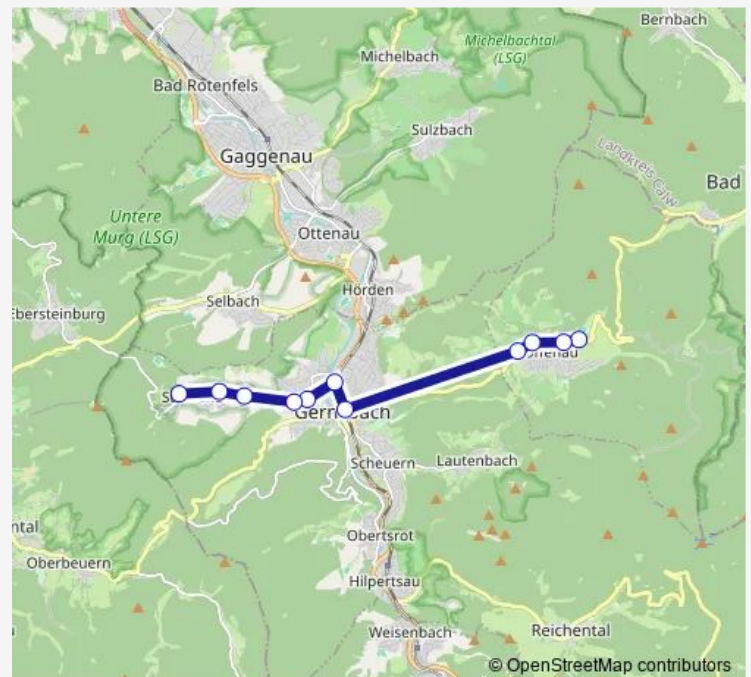 Bernbach
Michelbachtal
(LSG)
Michelbach
Bad Rotenfels
Sulzbach
Gaggenau
Landkreis Calw
Bad
Untere
Murg (LSG)
Ottenau
Hörden
Selbach
Ebersteinburg
Scheuern
Lautenbach
ntal
Obertsrot
Oberbeuern
Hilpertsau
Weisenbach
Reichental
© OpenStreetMap contributors